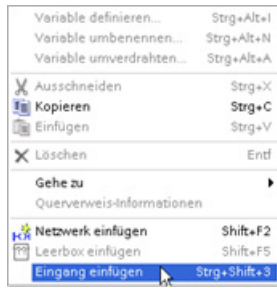 Variable definieren... Strg+Alt+I
Variable umbenennen... Strg+Alt+N
Variable umverdrahten... Strg+Alt+A
Ausschneiden Strg+X
Kopieren Strg+C
Einfügen Strg+V
Löschen Entf
Gehe zu
Querverweis-Informationen
Netzwerk einfügen Shift+F2
Leerbox einfügen Shift+F5
Eingang einfügen Strg+Shift+3